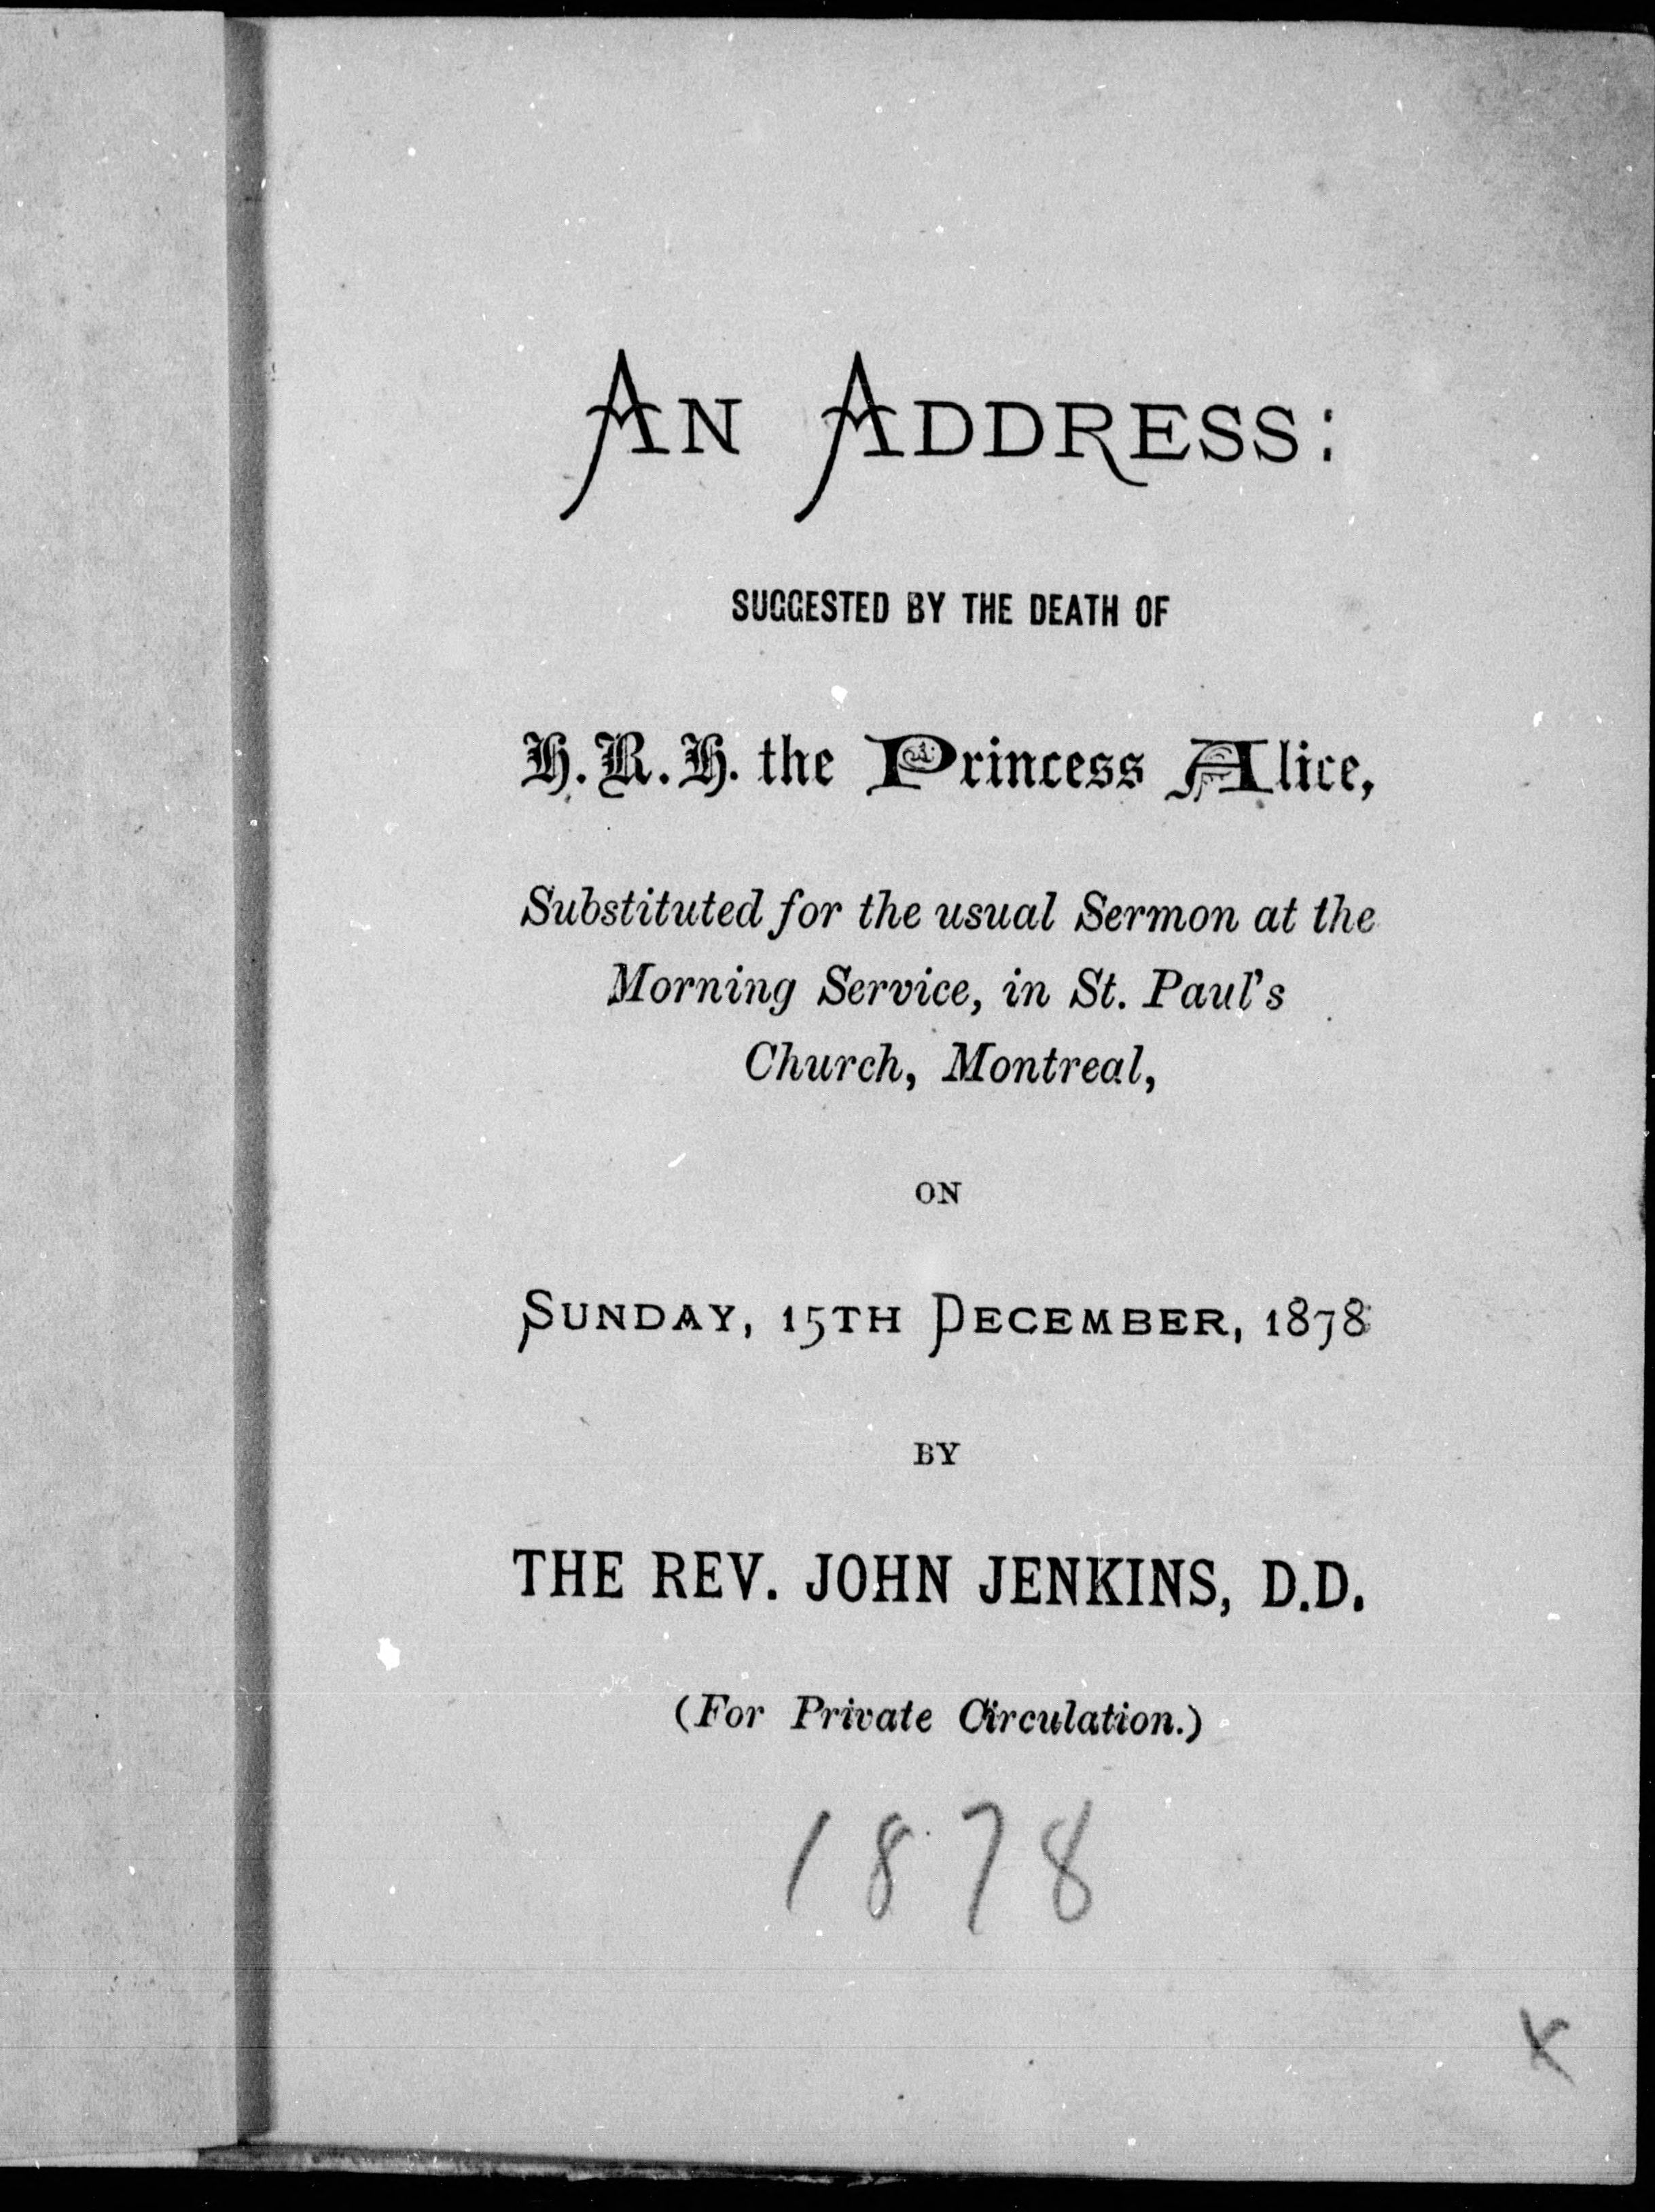 AN ADDRESS:
SUGGESTED BY THE DEATH OF
H.R.H. the Princess Alice,
Substituted for the usual Sermon at the
Morning Service, in St. Paul's
Church, Montreal,
ON
SUNDAY, 15TH DECEMBER, 1878
BY
THE REV. JOHN JENKINS, D.D.
(For Private Circulation.)
1878